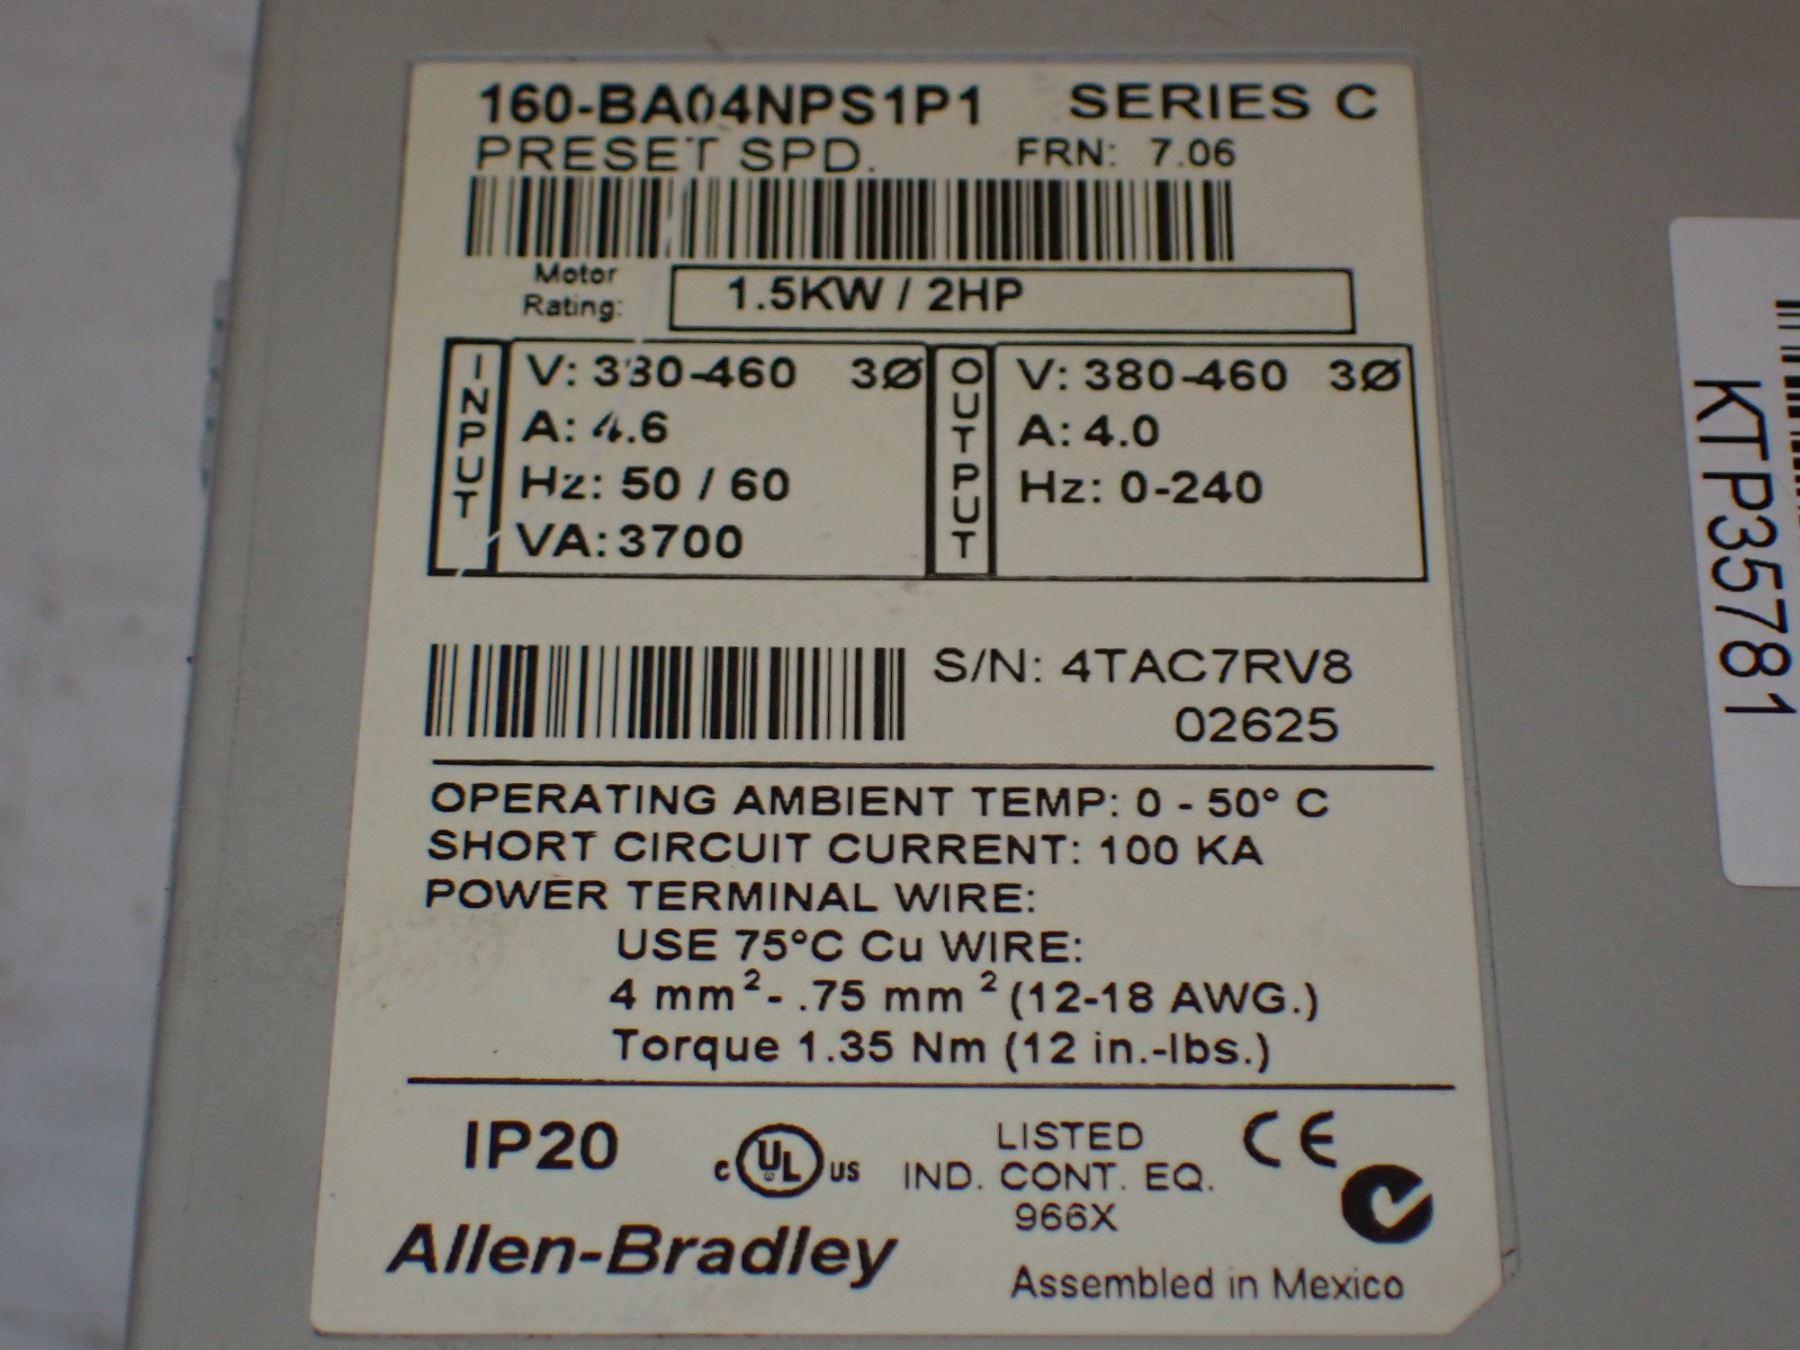 160-BA04NPS1P1 SERIES C
PRESET SPD. FRN: 7.06
Motor Rating: 1.5KW / 2HP
INPUT
V: 380-460 3Ø
A: 4.6
Hz: 50 / 60
VA: 3700
OUTPUT
V: 380-460 3Ø
A: 4.0
Hz: 0-240
S/N: 4TAC7RV8
02625
OPERATING AMBIENT TEMP: 0 - 50° C
SHORT CIRCUIT CURRENT: 100 KA
POWER TERMINAL WIRE:
USE 75°C Cu WIRE:
4 mm²- .75 mm ² (12-18 AWG.)
Torque 1.35 Nm (12 in.-lbs.)
IP20
c UL US
LISTED
IND. CONT. EQ.
966X
CE
Allen-Bradley
Assembled in Mexico
KTP35781